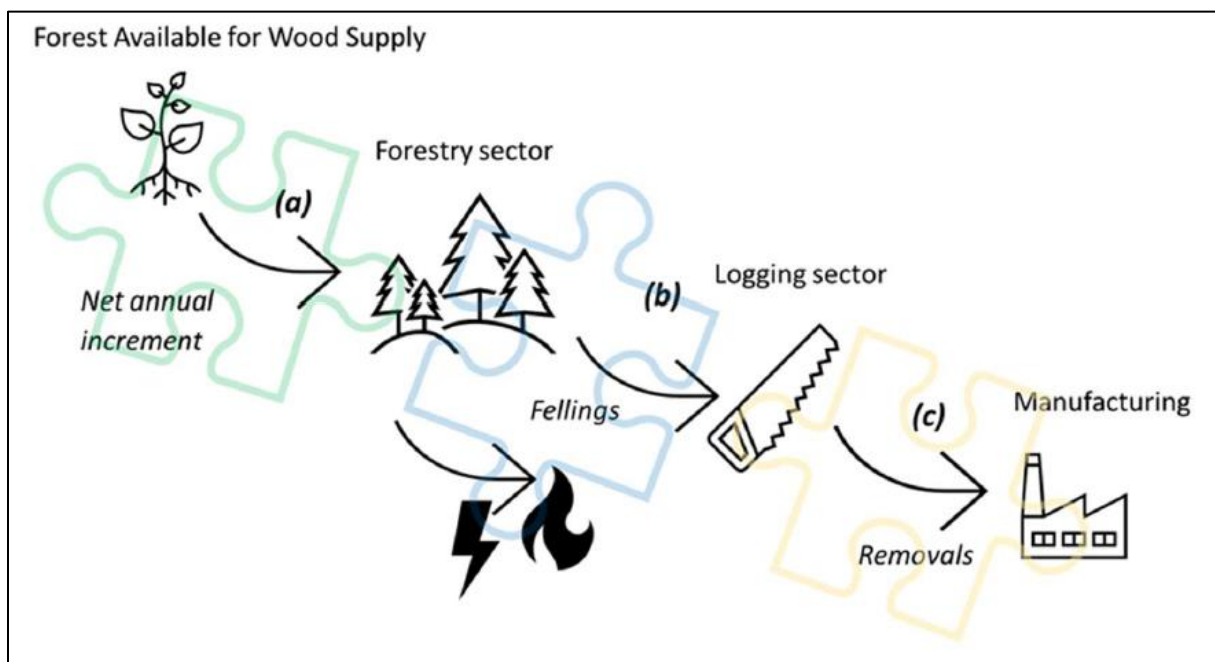 Forest Available for Wood Supply
Forestry sector
(a)
Net annual
increment
Logging sector
(b)
Fellings
Manufacturing
(c)
Removals